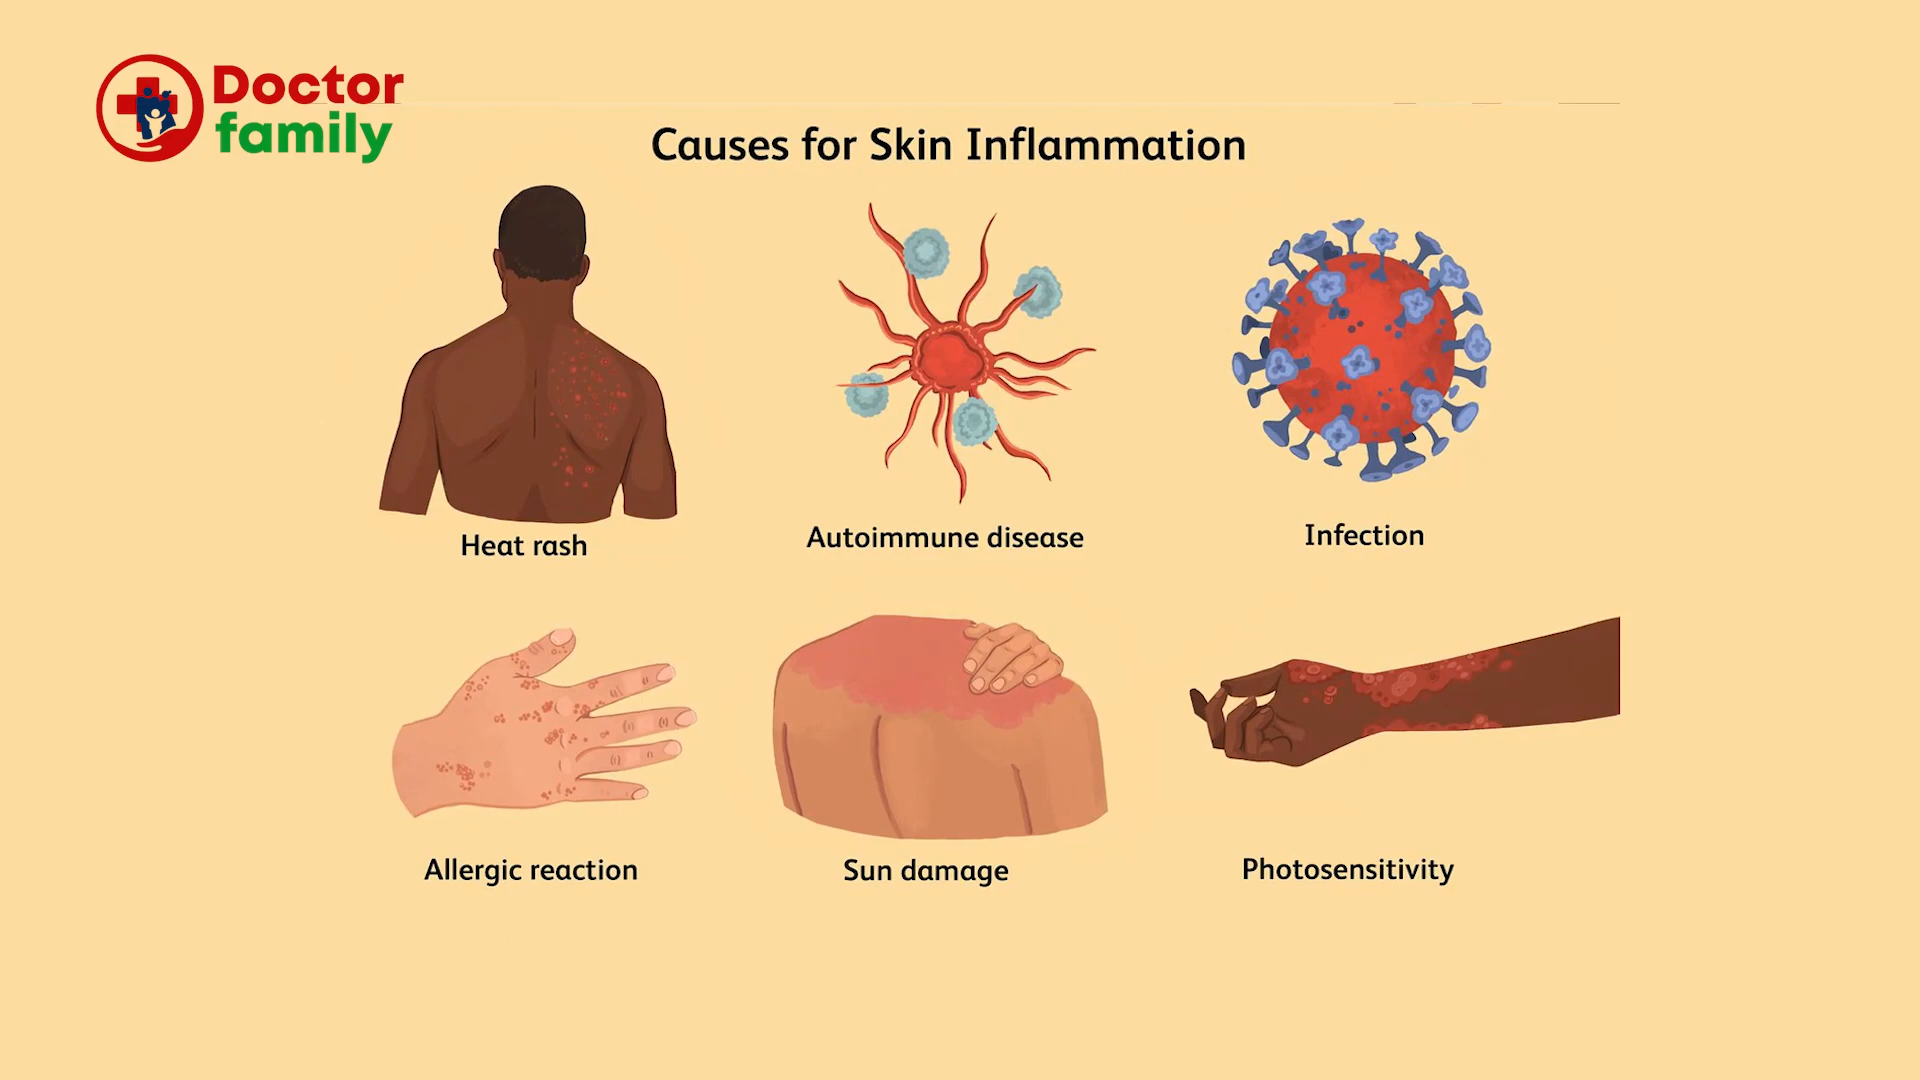 Doctor
family
Causes for Skin Inflammation
Heat rash
Autoimmune disease
Infection
Allergic reaction
Sun damage
Photosensitivity